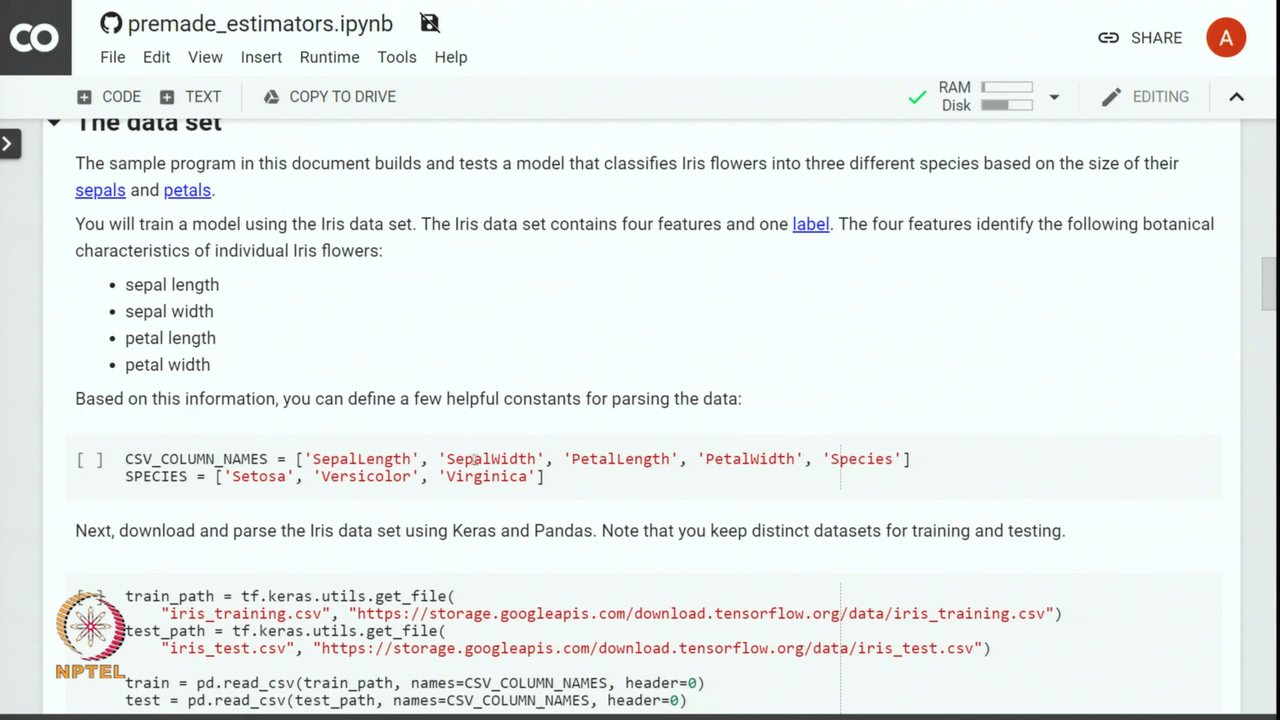 CO
premade_estimators.ipynb
SHARE
A
File Edit View Insert Runtime Tools Help
CODE TEXT COPY TO DRIVE
RAM
Disk
EDITING
The data set
The sample program in this document builds and tests a model that classifies Iris flowers into three different species based on the size of their
sepals and petals.
You will train a model using the Iris data set. The Iris data set contains four features and one label. The four features identify the following botanical
characteristics of individual Iris flowers:
• sepal length
• sepal width
• petal length
• petal width
Based on this information, you can define a few helpful constants for parsing the data:
[ ] CSV_COLUMN_NAMES = ['SepalLength', 'SepalWidth', 'PetalLength', 'PetalWidth', 'Species']
SPECIES = ['Setosa', 'Versicolor', 'Virginica']
Next, download and parse the Iris data set using Keras and Pandas. Note that you keep distinct datasets for training and testing.
[ ] train_path = tf.keras.utils.get_file(
"iris_training.csv", "https://storage.googleapis.com/download.tensorflow.org/data/iris_training.csv")
test_path = tf.keras.utils.get_file(
"iris_test.csv", "https://storage.googleapis.com/download.tensorflow.org/data/iris_test.csv")
train = pd.read_csv(train_path, names=CSV_COLUMN_NAMES, header=0)
test = pd.read_csv(test_path, names=CSV_COLUMN_NAMES, header=0)
NPTEL